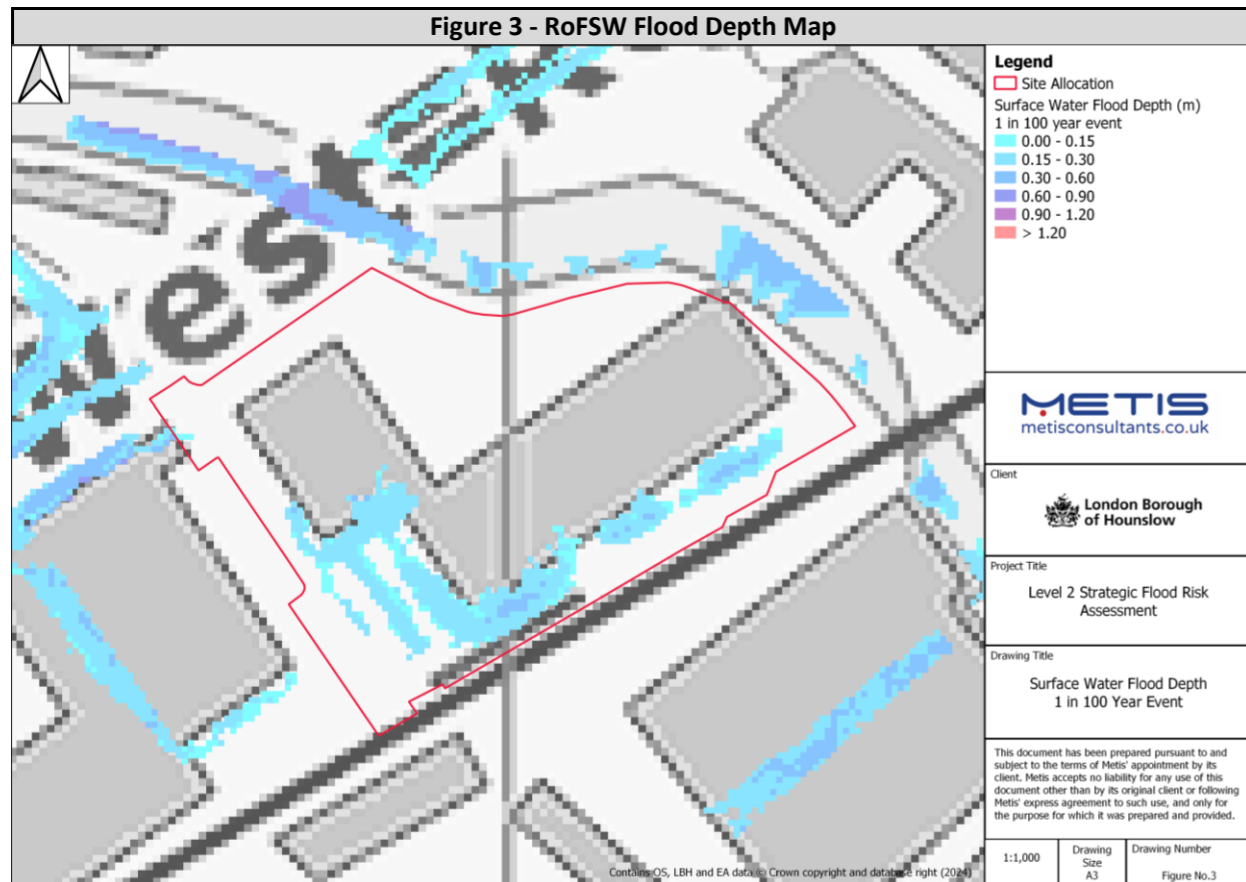 Figure 3 - RoFSW Flood Depth Map
Legend
Site Allocation
Surface Water Flood Depth (m)
1 in 100 year event
0.00 - 0.15
0.15 - 0.30
0.30 - 0.60
0.60 - 0.90
0.90 - 1.20
> 1.20
METIS
metisconsultants.co.uk
Client
London Borough
of Hounslow
Project Title
Level 2 Strategic Flood Risk
Assessment
Drawing Title
Surface Water Flood Depth
1 in 100 Year Event
This document has been prepared pursuant to and
subject to the terms of Metis' appointment by its
client. Metis accepts no liability for any use of this
document other than by its original client or following
Metis' express agreement to such use, and only for
the purpose for which it was prepared and provided.
1:1,000
Drawing
Size
A3
Drawing Number
Figure No.3
Contains OS, LBH and EA data © Crown copyright and database right (2024)